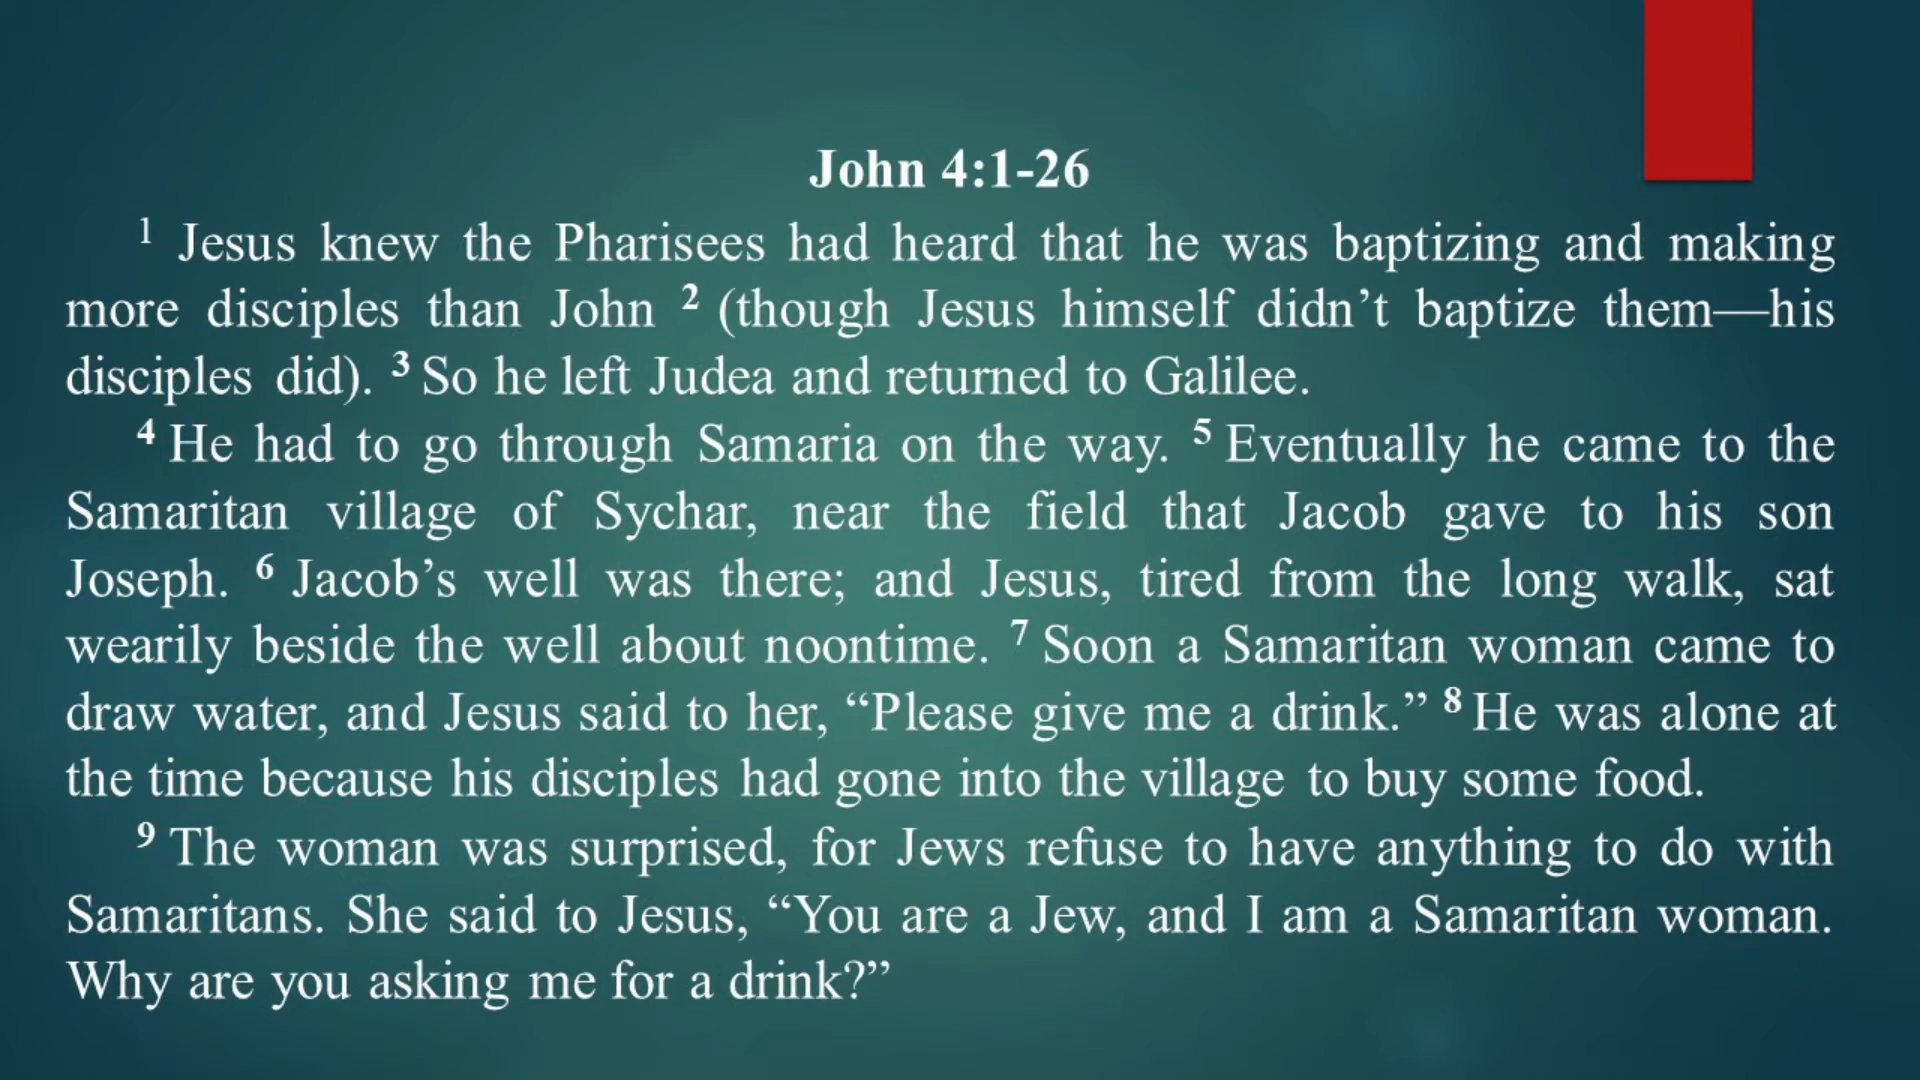 John 4:1-26
1 Jesus knew the Pharisees had heard that he was baptizing and making
more disciples than John 2 (though Jesus himself didn’t baptize them—his
disciples did). 3 So he left Judea and returned to Galilee.
4 He had to go through Samaria on the way. 5 Eventually he came to the
Samaritan village of Sychar, near the field that Jacob gave to his son
Joseph. 6 Jacob’s well was there; and Jesus, tired from the long walk, sat
wearily beside the well about noontime. 7 Soon a Samaritan woman came to
draw water, and Jesus said to her, “Please give me a drink.” 8 He was alone at
the time because his disciples had gone into the village to buy some food.
9 The woman was surprised, for Jews refuse to have anything to do with
Samaritans. She said to Jesus, “You are a Jew, and I am a Samaritan woman.
Why are you asking me for a drink?”